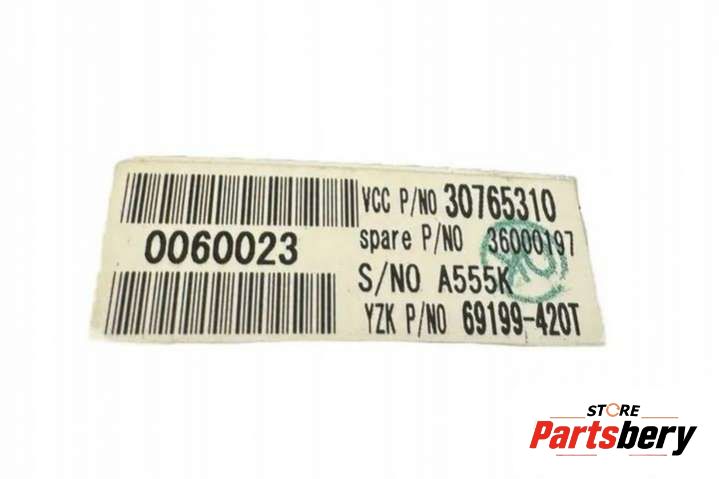 VCC P/NO 30765310
0060023
spare P/NO 36000197
S/NO A555K
YZK P/NO 69199-420T
STORE
Partsbery